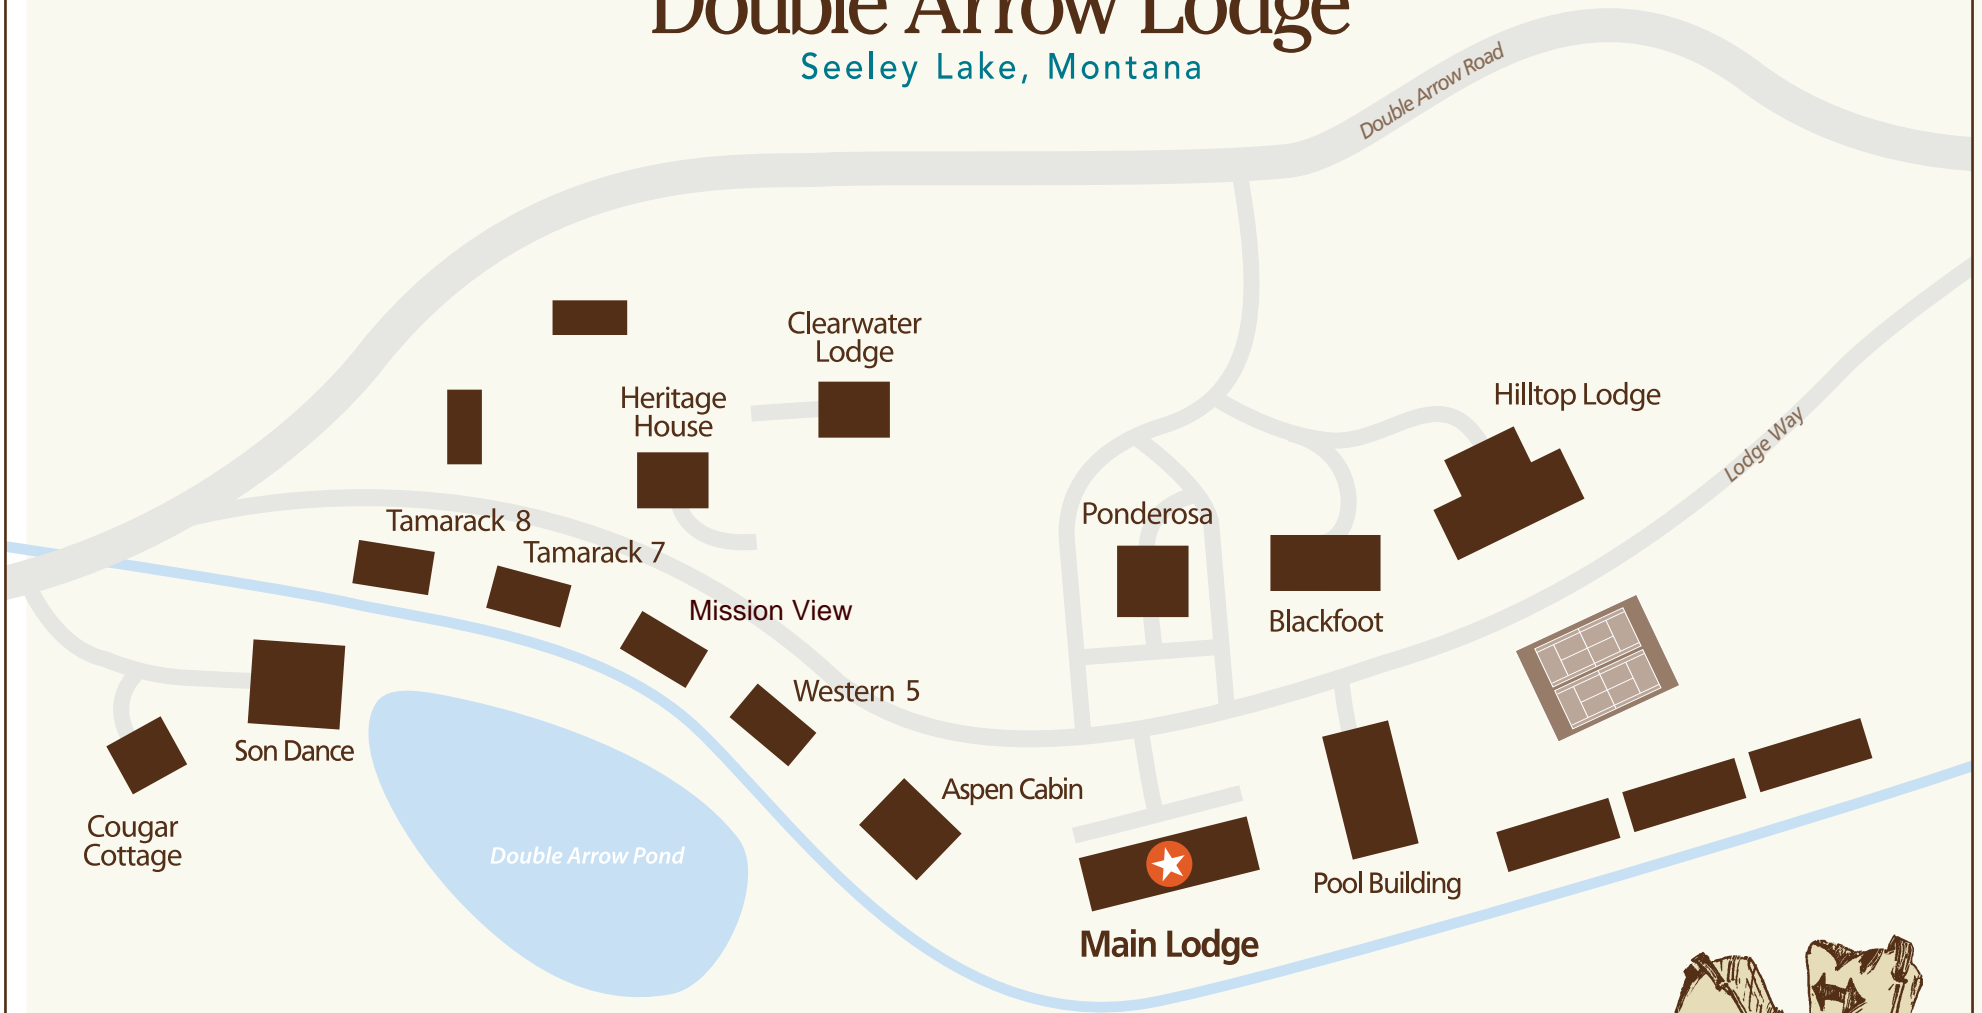 Double Arrow Lodge
Seeley Lake, Montana
Double Arrow Road
Clearwater
Lodge
Heritage
House
Hilltop Lodge
Lodge Way
Tamarack 8
Ponderosa
Tamarack 7
Mission View
Blackfoot
Western 5
Son Dance
Aspen Cabin
Cougar
Cottage
Double Arrow Pond
Pool Building
Main Lodge